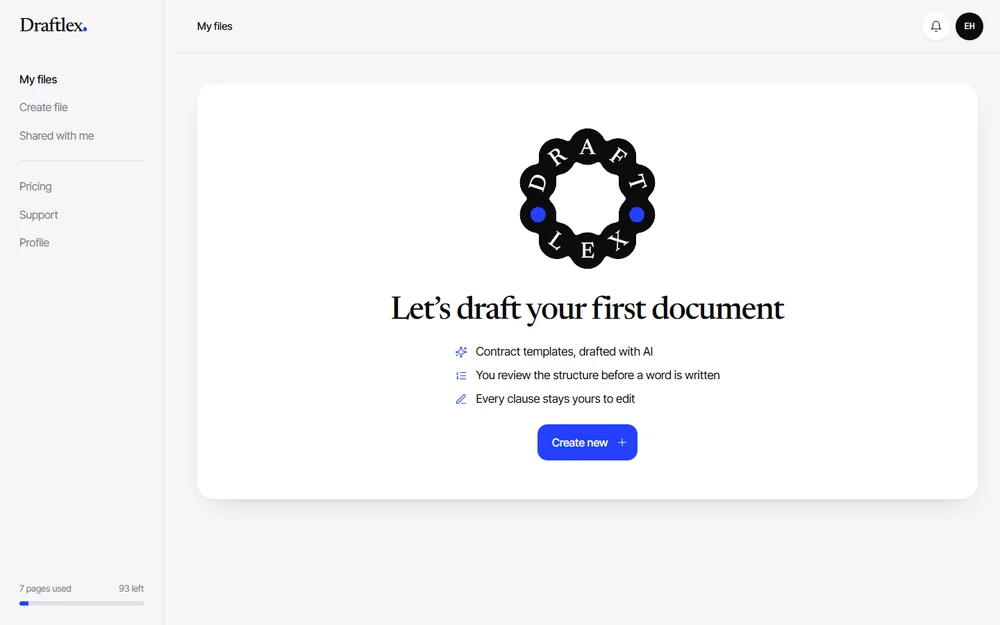 Draftlex.
My files
EH
My files
Create file
Shared with me
Pricing
Support
Profile
DRAFT
LEX
Let’s draft your first document
Contract templates, drafted with AI
You review the structure before a word is written
Every clause stays yours to edit
Create new +
7 pages used 93 left